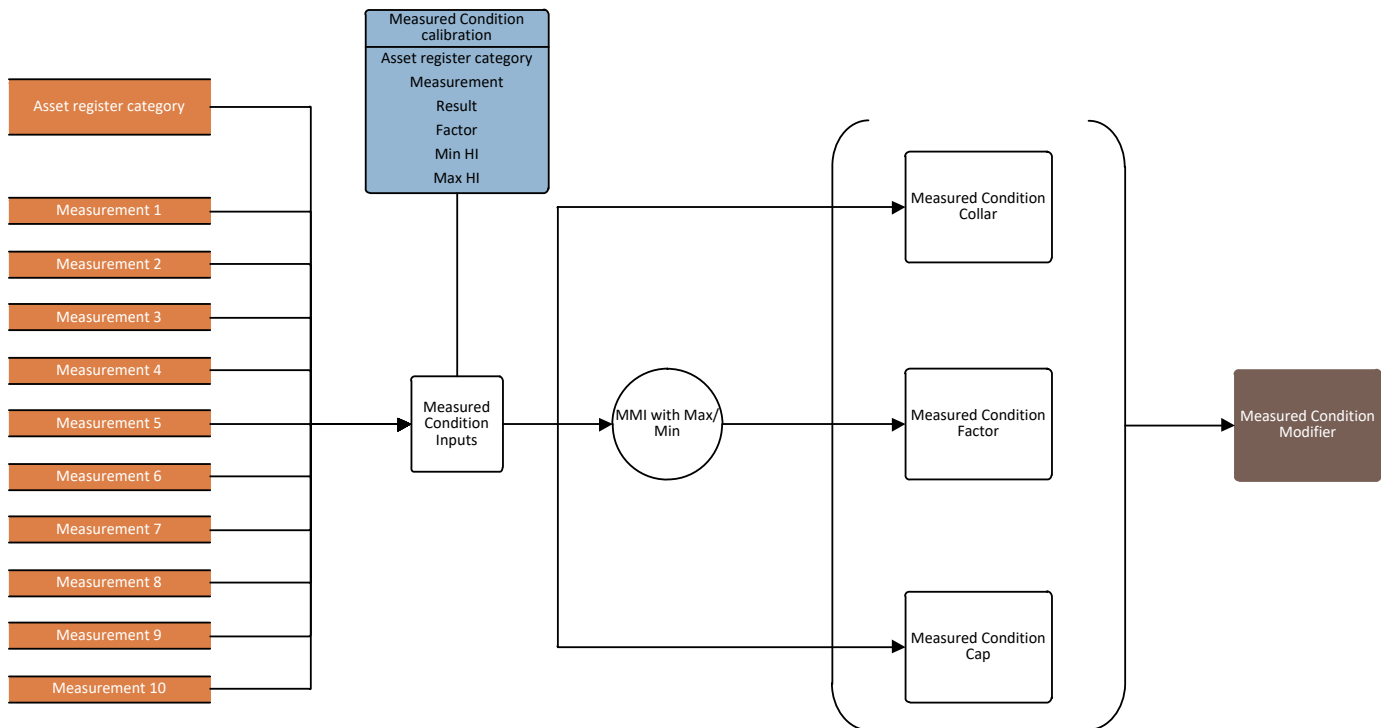 Measured Condition
calibration
Asset register category
Measurement
Result
Factor
Min HI
Max HI
Asset register category
Measurement 1
Measurement 2
Measurement 3
Measurement 4
Measurement 5
Measurement 6
Measurement 7
Measurement 8
Measurement 9
Measurement 10
Measured
Condition
Inputs
MMI with Max/
Min
Measured Condition
Collar
Measured Condition
Factor
Measured Condition
Cap
Measured Condition
Modifier